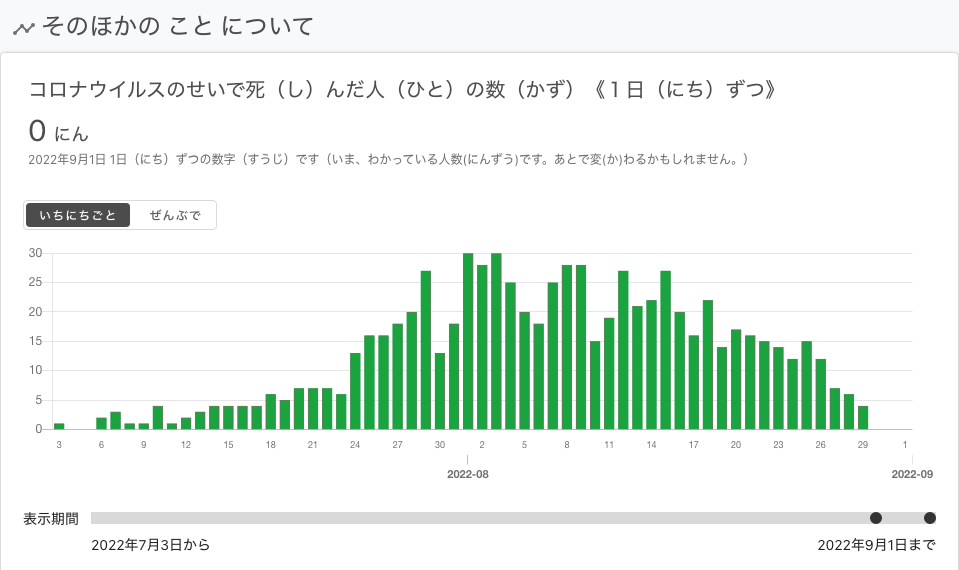 そのほかの こと について
コロナウイルスのせいで死（し）んだ人（ひと）の数（かず）《１日（にち）ずつ》
0 にん
2022年9月1日 1日（にち）ずつの数字（すうじ）です（いま、わかっている人数(にんずう)です。あとで変(か)わるかもしれません。）
いちにちごと ぜんぶで
30
25
20
15
10
5
0
3 6 9 12 15 18 21 24 27 30 2 5 8 11 14 17 20 23 26 29 1
2022-08 2022-09
表示期間
2022年7月3日から 2022年9月1日まで